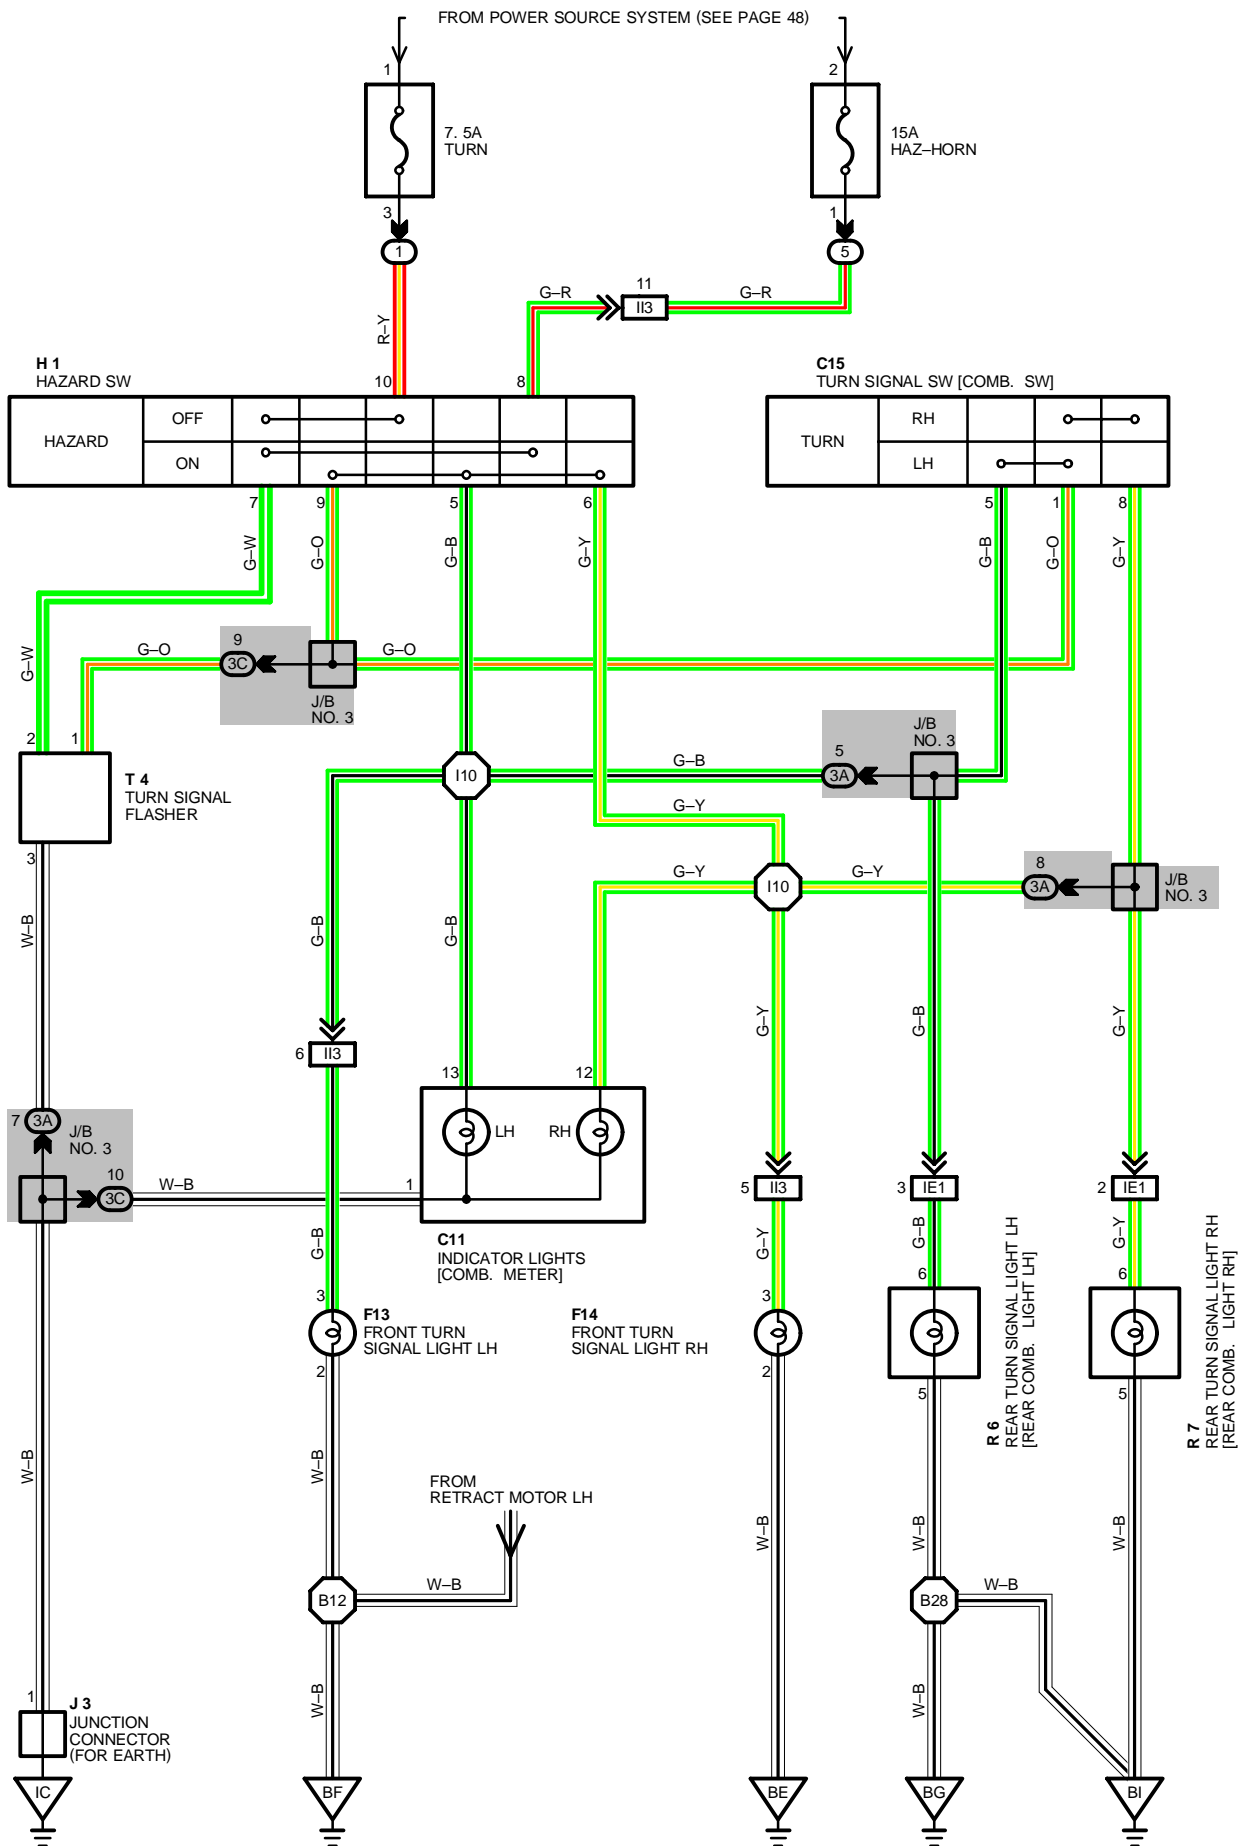 FROM POWER SOURCE SYSTEM (SEE PAGE 48)
1
2
7. 5A
TURN
15A
HAZ–HORN
3
1
1
5
11
G–R
II3
G–R
R–Y
H 1
HAZARD SW
10
8
C15
TURN SIGNAL SW [COMB. SW]
HAZARD
OFF
ON
TURN
RH
LH
7
9
5
6
5
1
8
G–W
G–O
G–B
G–Y
G–B
G–O
G–Y
9
G–O
3C
G–O
G–W
J/B
NO. 3
J/B
NO. 3
2
1
5
T 4
TURN SIGNAL
FLASHER
I10
G–B
3A
G–Y
3
8
G–Y
I10
G–Y
3A
J/B
NO. 3
W–B
G–B
G–B
G–Y
G–B
G–Y
6
II3
13
12
LH
RH
7
3A
J/B
NO. 3
10
3C
W–B
1
5
II3
3
IE1
2
IE1
C11
INDICATOR LIGHTS
[COMB. METER]
G–B
G–Y
G–B
G–Y
3
3
6
6
F13
FRONT TURN
SIGNAL LIGHT LH
F14
FRONT TURN
SIGNAL LIGHT RH
2
2
5
5
R 6
REAR TURN SIGNAL LIGHT LH
[REAR COMB. LIGHT LH]
R 7
REAR TURN SIGNAL LIGHT RH
[REAR COMB. LIGHT RH]
W–B
W–B
FROM
RETRACT MOTOR LH
W–B
W–B
W–B
B12
W–B
B28
W–B
W–B
W–B
1
J 3
JUNCTION
CONNECTOR
(FOR EARTH)
IC
BF
BE
BG
BI